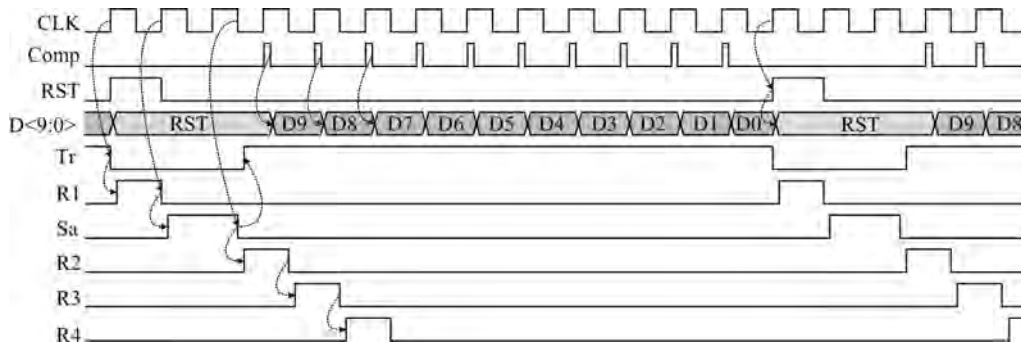 CLK
Comp
RST
D<9:0> RST D9 D8 D7 D6 D5 D4 D3 D2 D1 D0 RST D9 D8
Tr
R1
Sa
R2
R3
R4